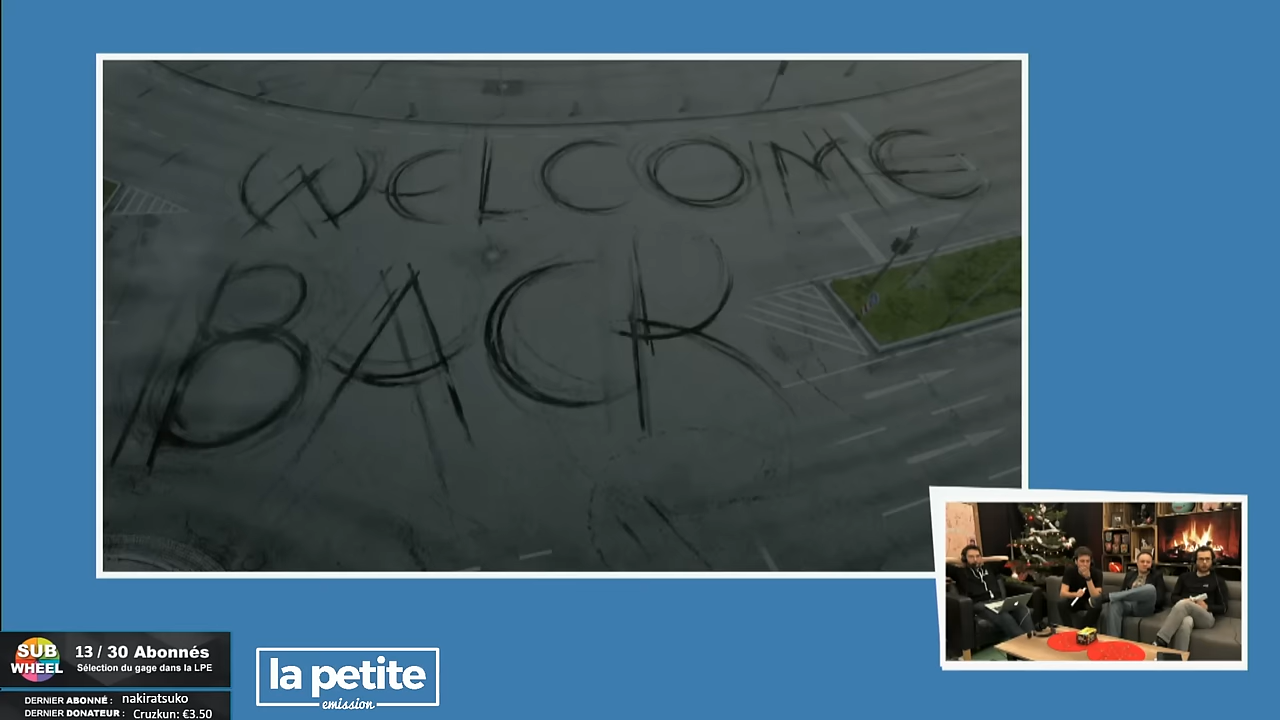 WELCOME
BACK
SUB
WHEEL
13 / 30 Abonnés
Sélection du gage dans la LPE
DERNIER ABONNÉ : nakiratsuko
DERNIER DONATEUR : Cruzkun: €3.50
la petite
emission